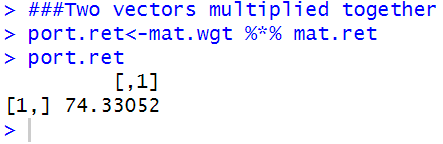 > ###Two vectors multiplied together
> port.ret<-mat.wgt %*% mat.ret
> port.ret
         [,1]
[1,] 74.33052
>